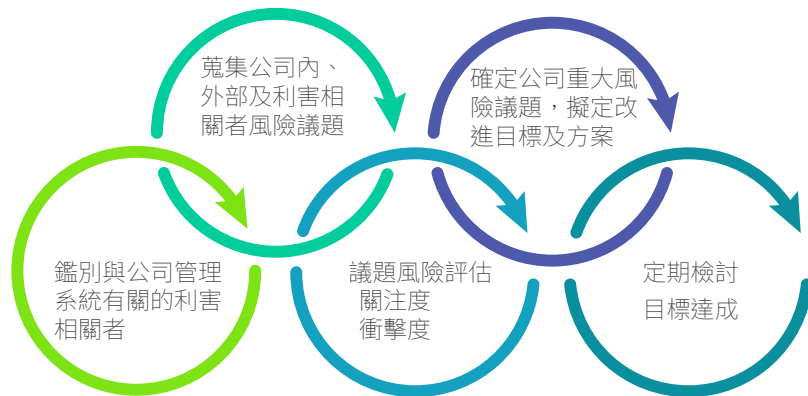 鑑別與公司管理
系統有關的利害
相關者
蒐集公司內、
外部及利害相
關者風險議題
議題風險評估
關注度
衝擊度
確定公司重大風
險議題，擬定改
進目標及方案
定期檢討
目標達成